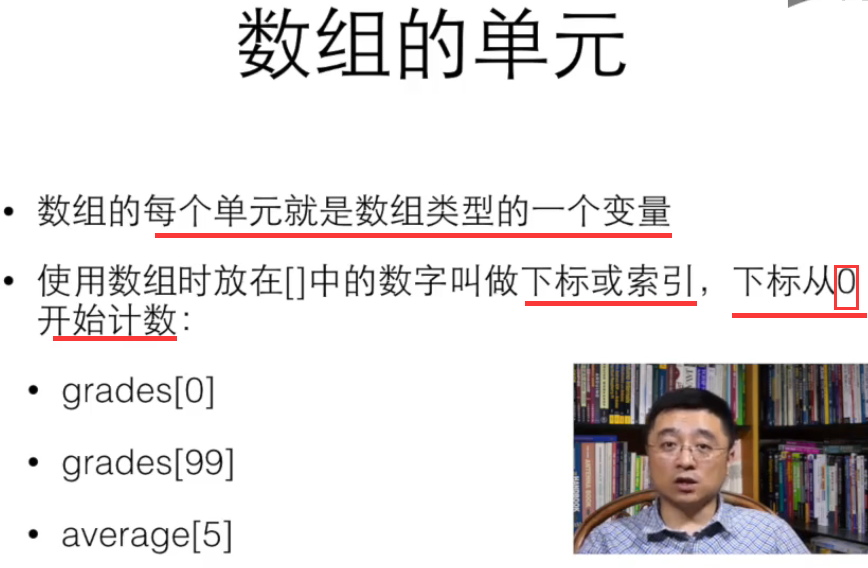 数组的单元
• 数组的每个单元就是数组类型的一个变量
• 使用数组时放在[]中的数字叫做下标或索引，下标从0
开始计数：
• grades[0]
• grades[99]
• average[5]